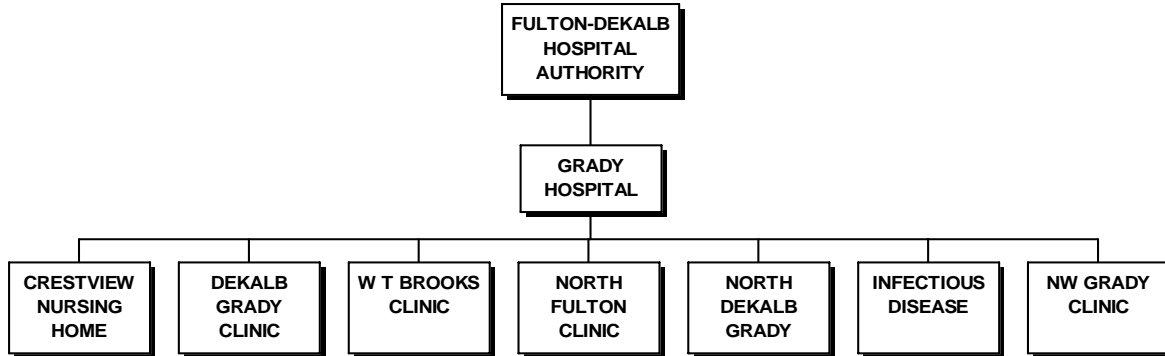 FULTON-DEKALB
HOSPITAL
AUTHORITY
GRADY
HOSPITAL
CRESTVIEW
NURSING
HOME
DEKALB
GRADY
CLINIC
W T BROOKS
CLINIC
NORTH
FULTON
CLINIC
NORTH
DEKALB
GRADY
INFECTIOUS
DISEASE
NW GRADY
CLINIC